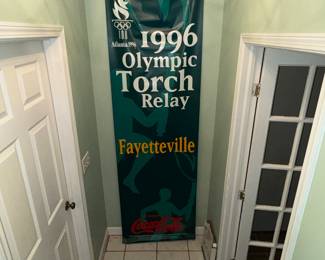 Atlanta 1996
1996
Olympic
Torch
Relay
Fayetteville
Coca-Cola